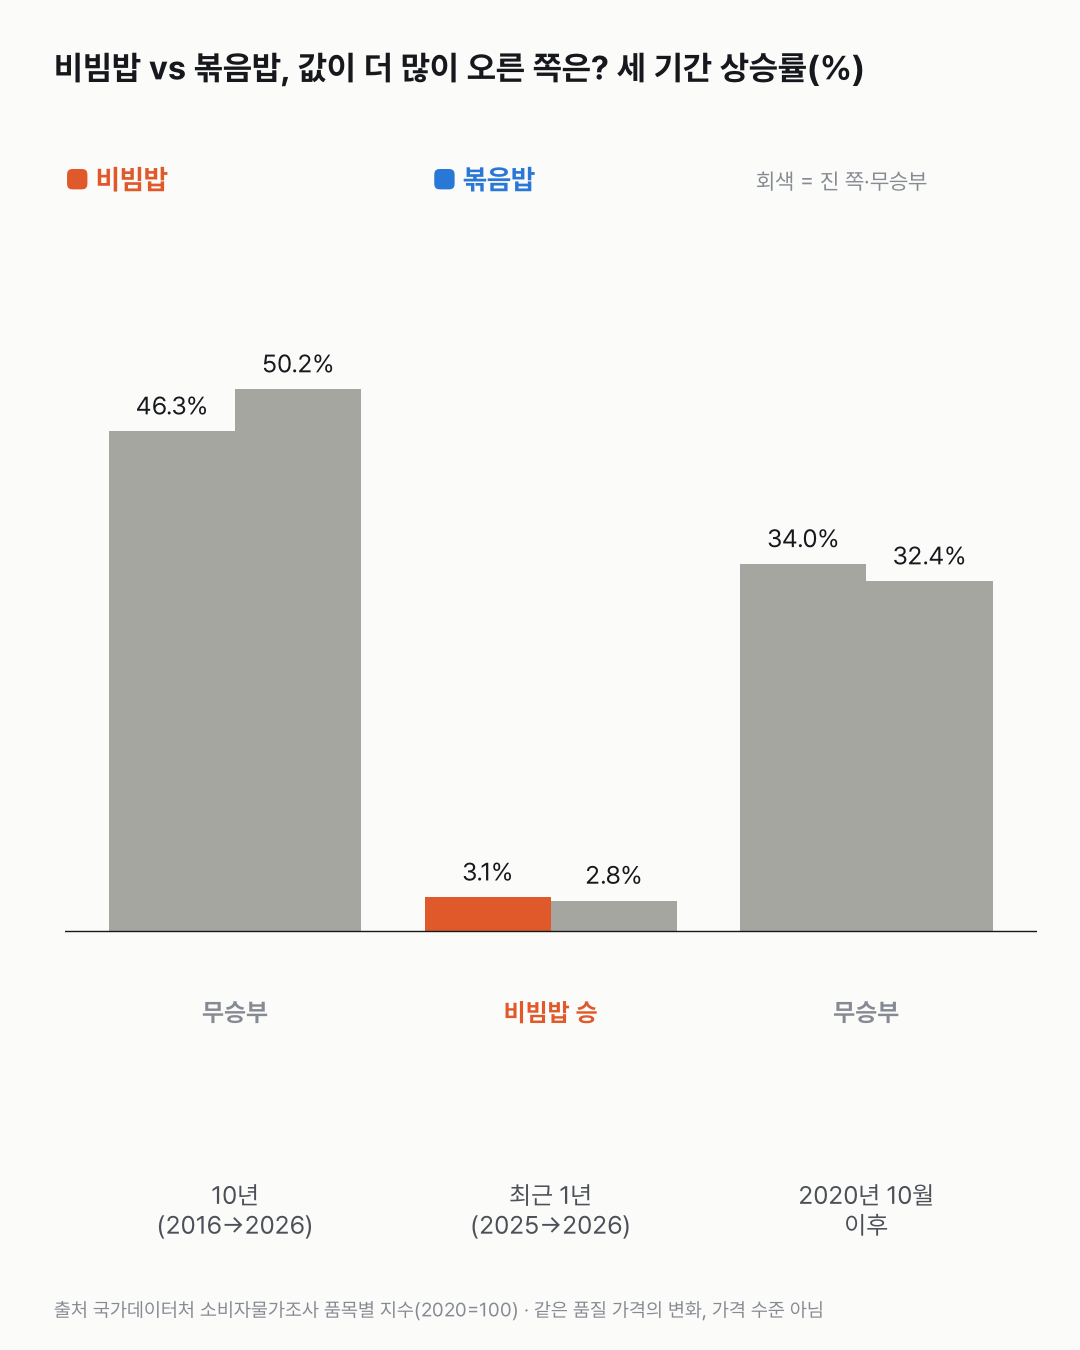 비빔밥 vs 볶음밥, 값이 더 많이 오른 쪽은? 세 기간 상승률(%)
비빔밥
볶음밥
회색 = 진 쪽·무승부
46.3%
50.2%
3.1%
2.8%
34.0%
32.4%
무승부
비빔밥 승
무승부
10년
(2016→2026)
최근 1년
(2025→2026)
2020년 10월
이후
출처 국가데이터처 소비자물가조사 품목별 지수(2020=100) · 같은 품질 가격의 변화, 가격 수준 아님